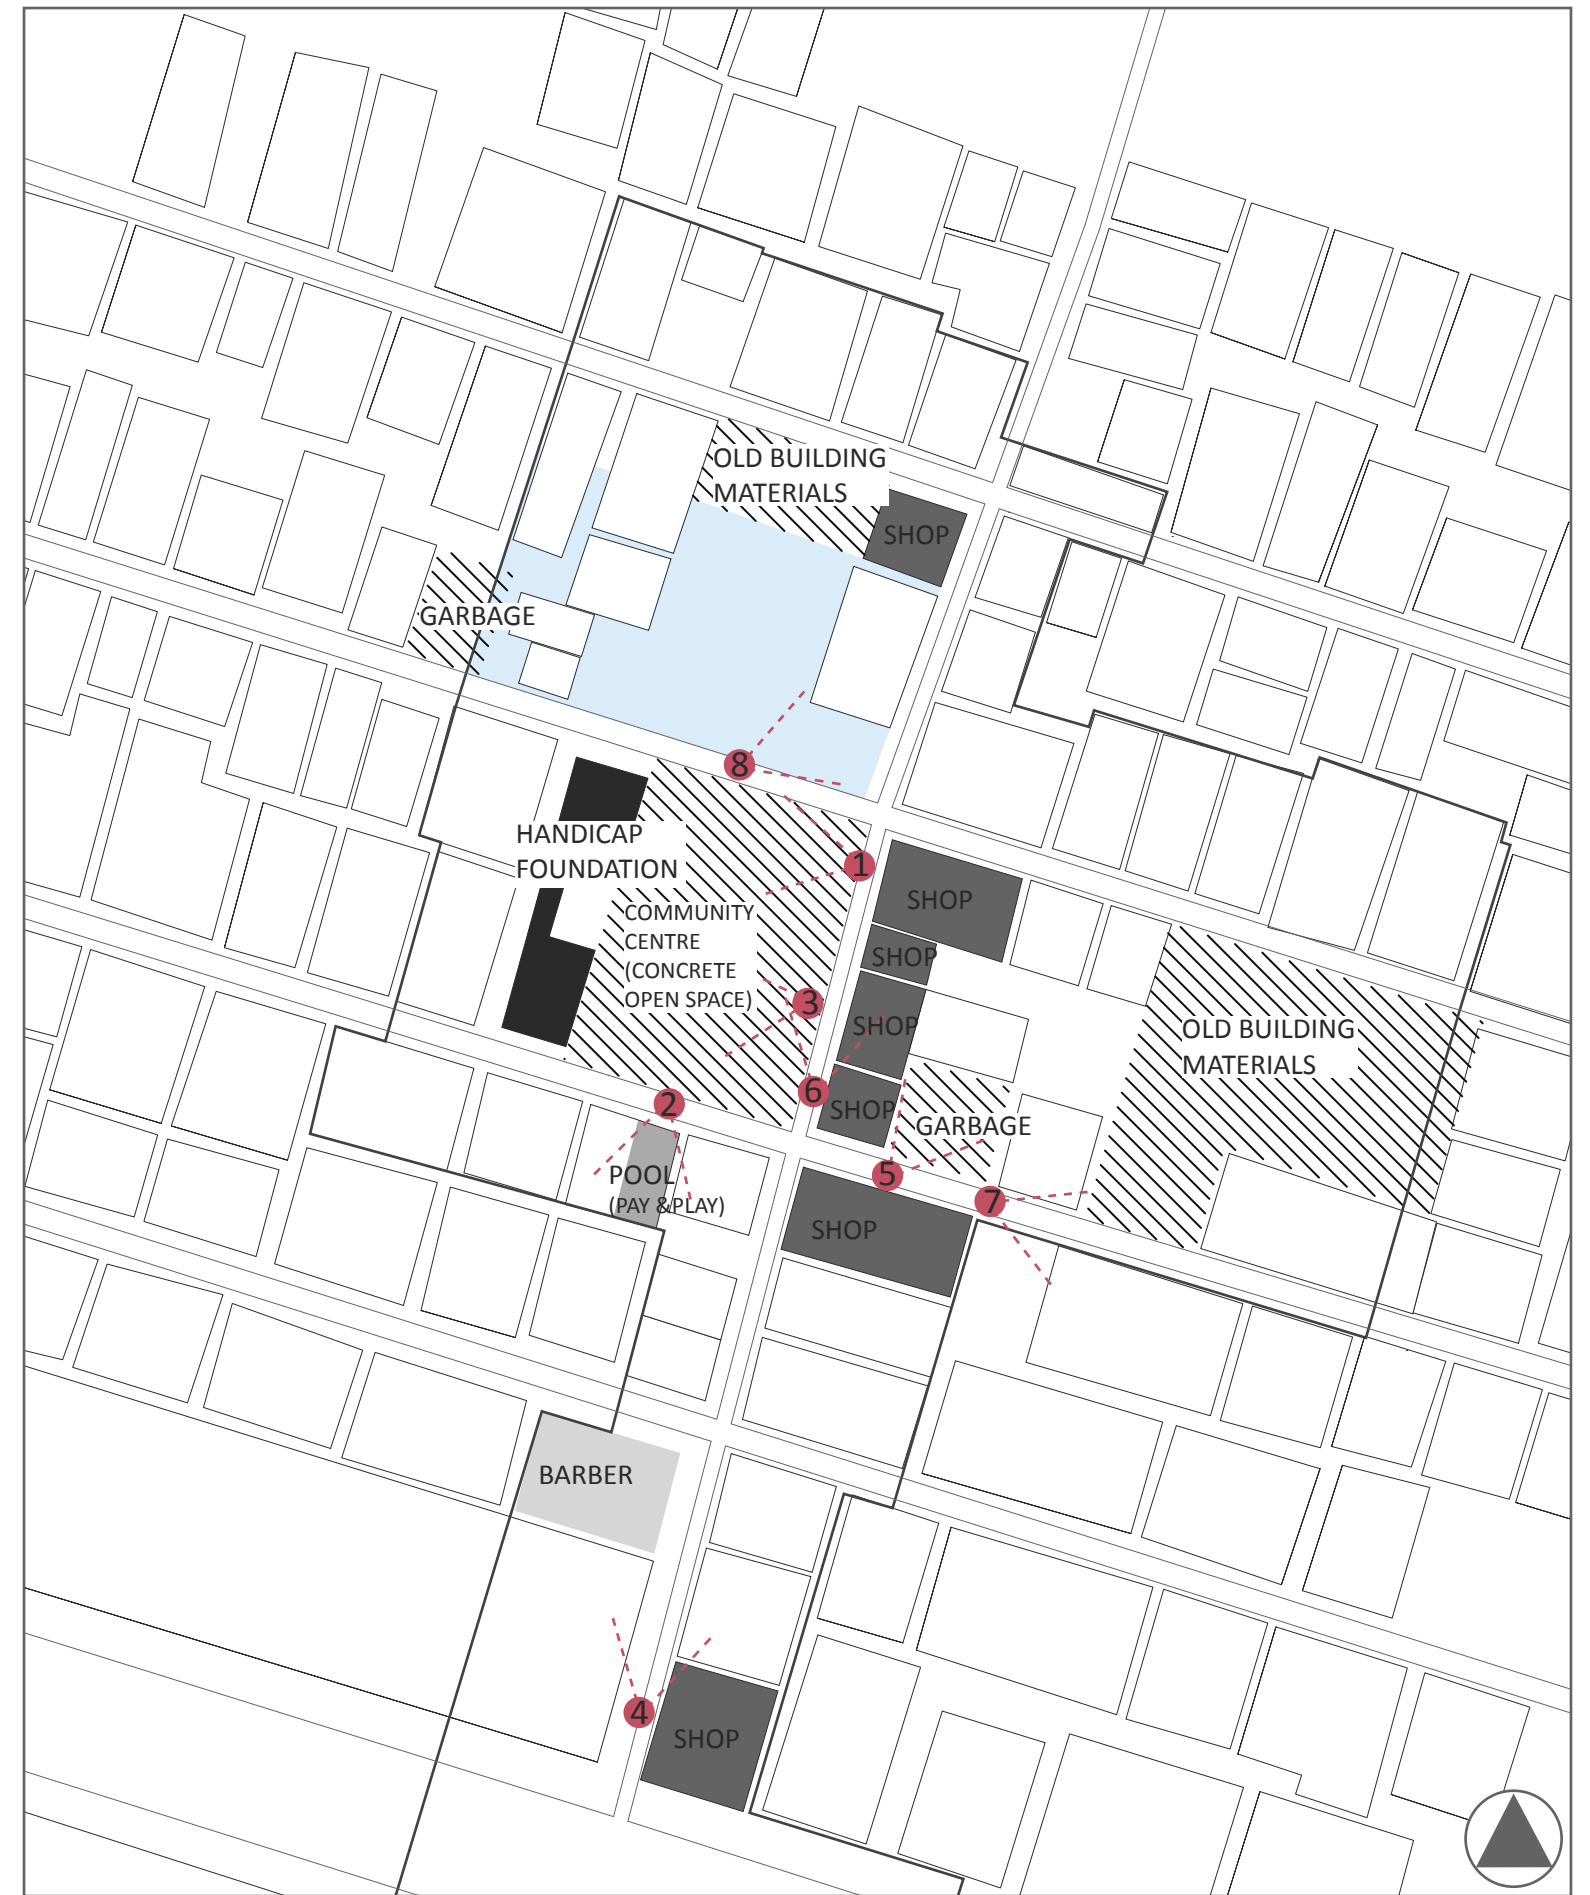 OLD BUILDING
MATERIALS
SHOP
GARBAGE
8
HANDICAP
FOUNDATION
1
SHOP
COMMUNITY
CENTRE
(CONCRETE
OPEN SPACE)
SHOP
3
SHOP
OLD BUILDING
MATERIALS
6
2
SHOP
GARBAGE
POOL
(PAY &PLAY)
5
7
SHOP
BARBER
4
SHOP